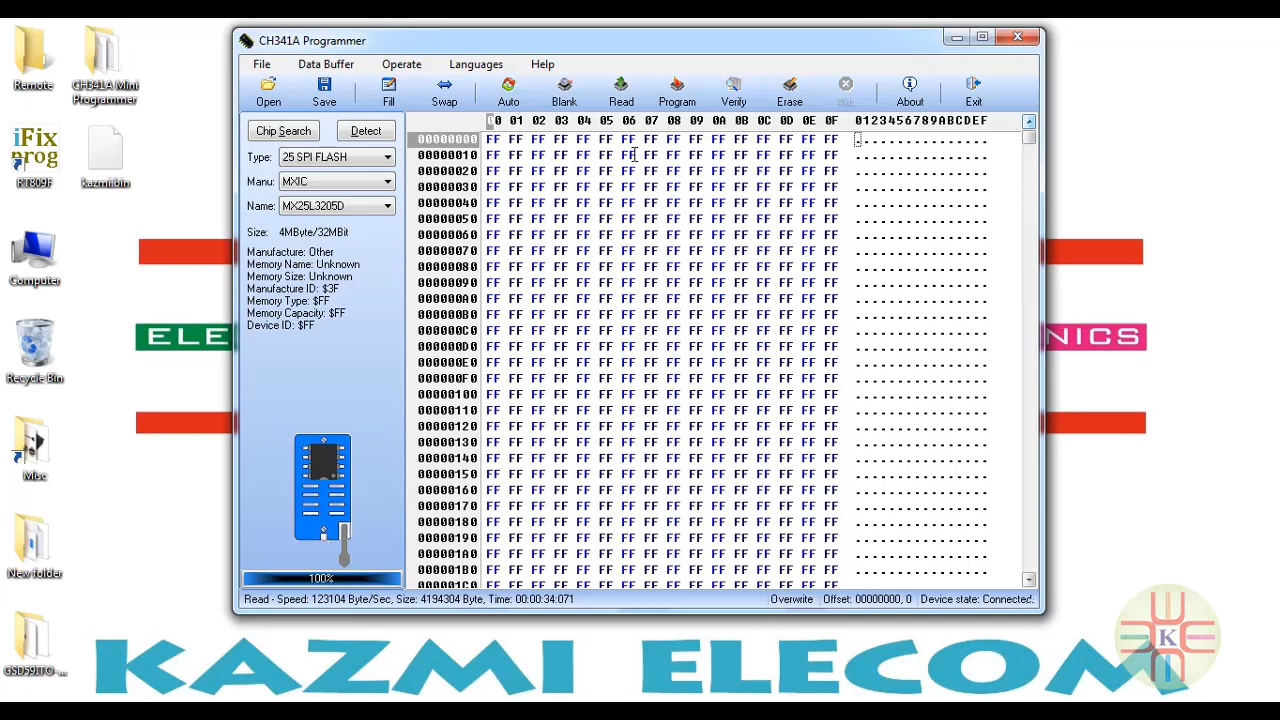 Remote
CH341A Mini
Programmer
iFix
prog
RT809F
kazmi.bin
Computer
Recycle Bin
Misc
New folder
GSD59ITO-...
CH341A Programmer
File Data Buffer Operate Languages Help
Open Save Fill Swap Auto Blank Read Program Verify Erase About Exit
Chip Search Detect
Type: 25 SPI FLASH
Manu: MXIC
Name: MX25L3205D
Size: 4MByte/32MBit
Manufacture: Other
Memory Name: Unknown
Memory Size: Unknown
Manufacture ID: $3F
Memory Type: $FF
Memory Capacity: $FF
Device ID: $FF
100%
00 01 02 03 04 05 06 07 08 09 0A 0B 0C 0D 0E 0F 0123456789ABCDEF
00000000 FF FF FF FF FF FF FF FF FF FF FF FF FF FF FF FF ................
00000010 FF FF FF FF FF FF FF FF FF FF FF FF FF FF FF FF ................
00000020 FF FF FF FF FF FF FF FF FF FF FF FF FF FF FF FF ................
00000030 FF FF FF FF FF FF FF FF FF FF FF FF FF FF FF FF ................
00000040 FF FF FF FF FF FF FF FF FF FF FF FF FF FF FF FF ................
00000050 FF FF FF FF FF FF FF FF FF FF FF FF FF FF FF FF ................
00000060 FF FF FF FF FF FF FF FF FF FF FF FF FF FF FF FF ................
00000070 FF FF FF FF FF FF FF FF FF FF FF FF FF FF FF FF ................
00000080 FF FF FF FF FF FF FF FF FF FF FF FF FF FF FF FF ................
00000090 FF FF FF FF FF FF FF FF FF FF FF FF FF FF FF FF ................
000000A0 FF FF FF FF FF FF FF FF FF FF FF FF FF FF FF FF ................
000000B0 FF FF FF FF FF FF FF FF FF FF FF FF FF FF FF FF ................
000000C0 FF FF FF FF FF FF FF FF FF FF FF FF FF FF FF FF ................
000000D0 FF FF FF FF FF FF FF FF FF FF FF FF FF FF FF FF ................
000000E0 FF FF FF FF FF FF FF FF FF FF FF FF FF FF FF FF ................
000000F0 FF FF FF FF FF FF FF FF FF FF FF FF FF FF FF FF ................
00000100 FF FF FF FF FF FF FF FF FF FF FF FF FF FF FF FF ................
00000110 FF FF FF FF FF FF FF FF FF FF FF FF FF FF FF FF ................
00000120 FF FF FF FF FF FF FF FF FF FF FF FF FF FF FF FF ................
00000130 FF FF FF FF FF FF FF FF FF FF FF FF FF FF FF FF ................
00000140 FF FF FF FF FF FF FF FF FF FF FF FF FF FF FF FF ................
00000150 FF FF FF FF FF FF FF FF FF FF FF FF FF FF FF FF ................
00000160 FF FF FF FF FF FF FF FF FF FF FF FF FF FF FF FF ................
00000170 FF FF FF FF FF FF FF FF FF FF FF FF FF FF FF FF ................
00000180 FF FF FF FF FF FF FF FF FF FF FF FF FF FF FF FF ................
00000190 FF FF FF FF FF FF FF FF FF FF FF FF FF FF FF FF ................
000001A0 FF FF FF FF FF FF FF FF FF FF FF FF FF FF FF FF ................
000001B0 FF FF FF FF FF FF FF FF FF FF FF FF FF FF FF FF ................
000001C0 FF FF FF FF FF FF FF FF FF FF FF FF FF FF FF FF
Read - Speed: 123104 Byte/Sec, Size: 4194304 Byte, Time: 00:00:34:071 Overwrite Offset: 00000000, 0 Device state: Connected.
ELE NICS
KAZMI ELECOM
K